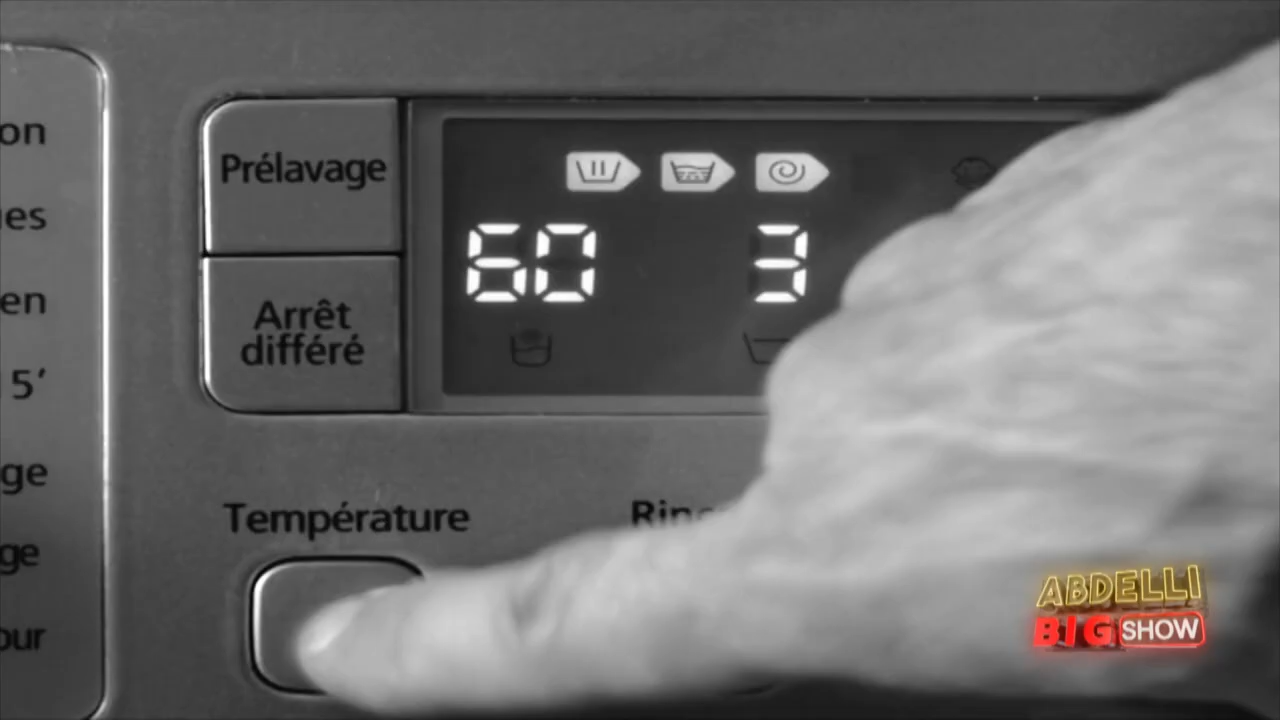 on
Prélavage
es
60 3
en
Arrêt
différé
5'
ge
Température
ge
ABDELLI
BIG SHOW
our